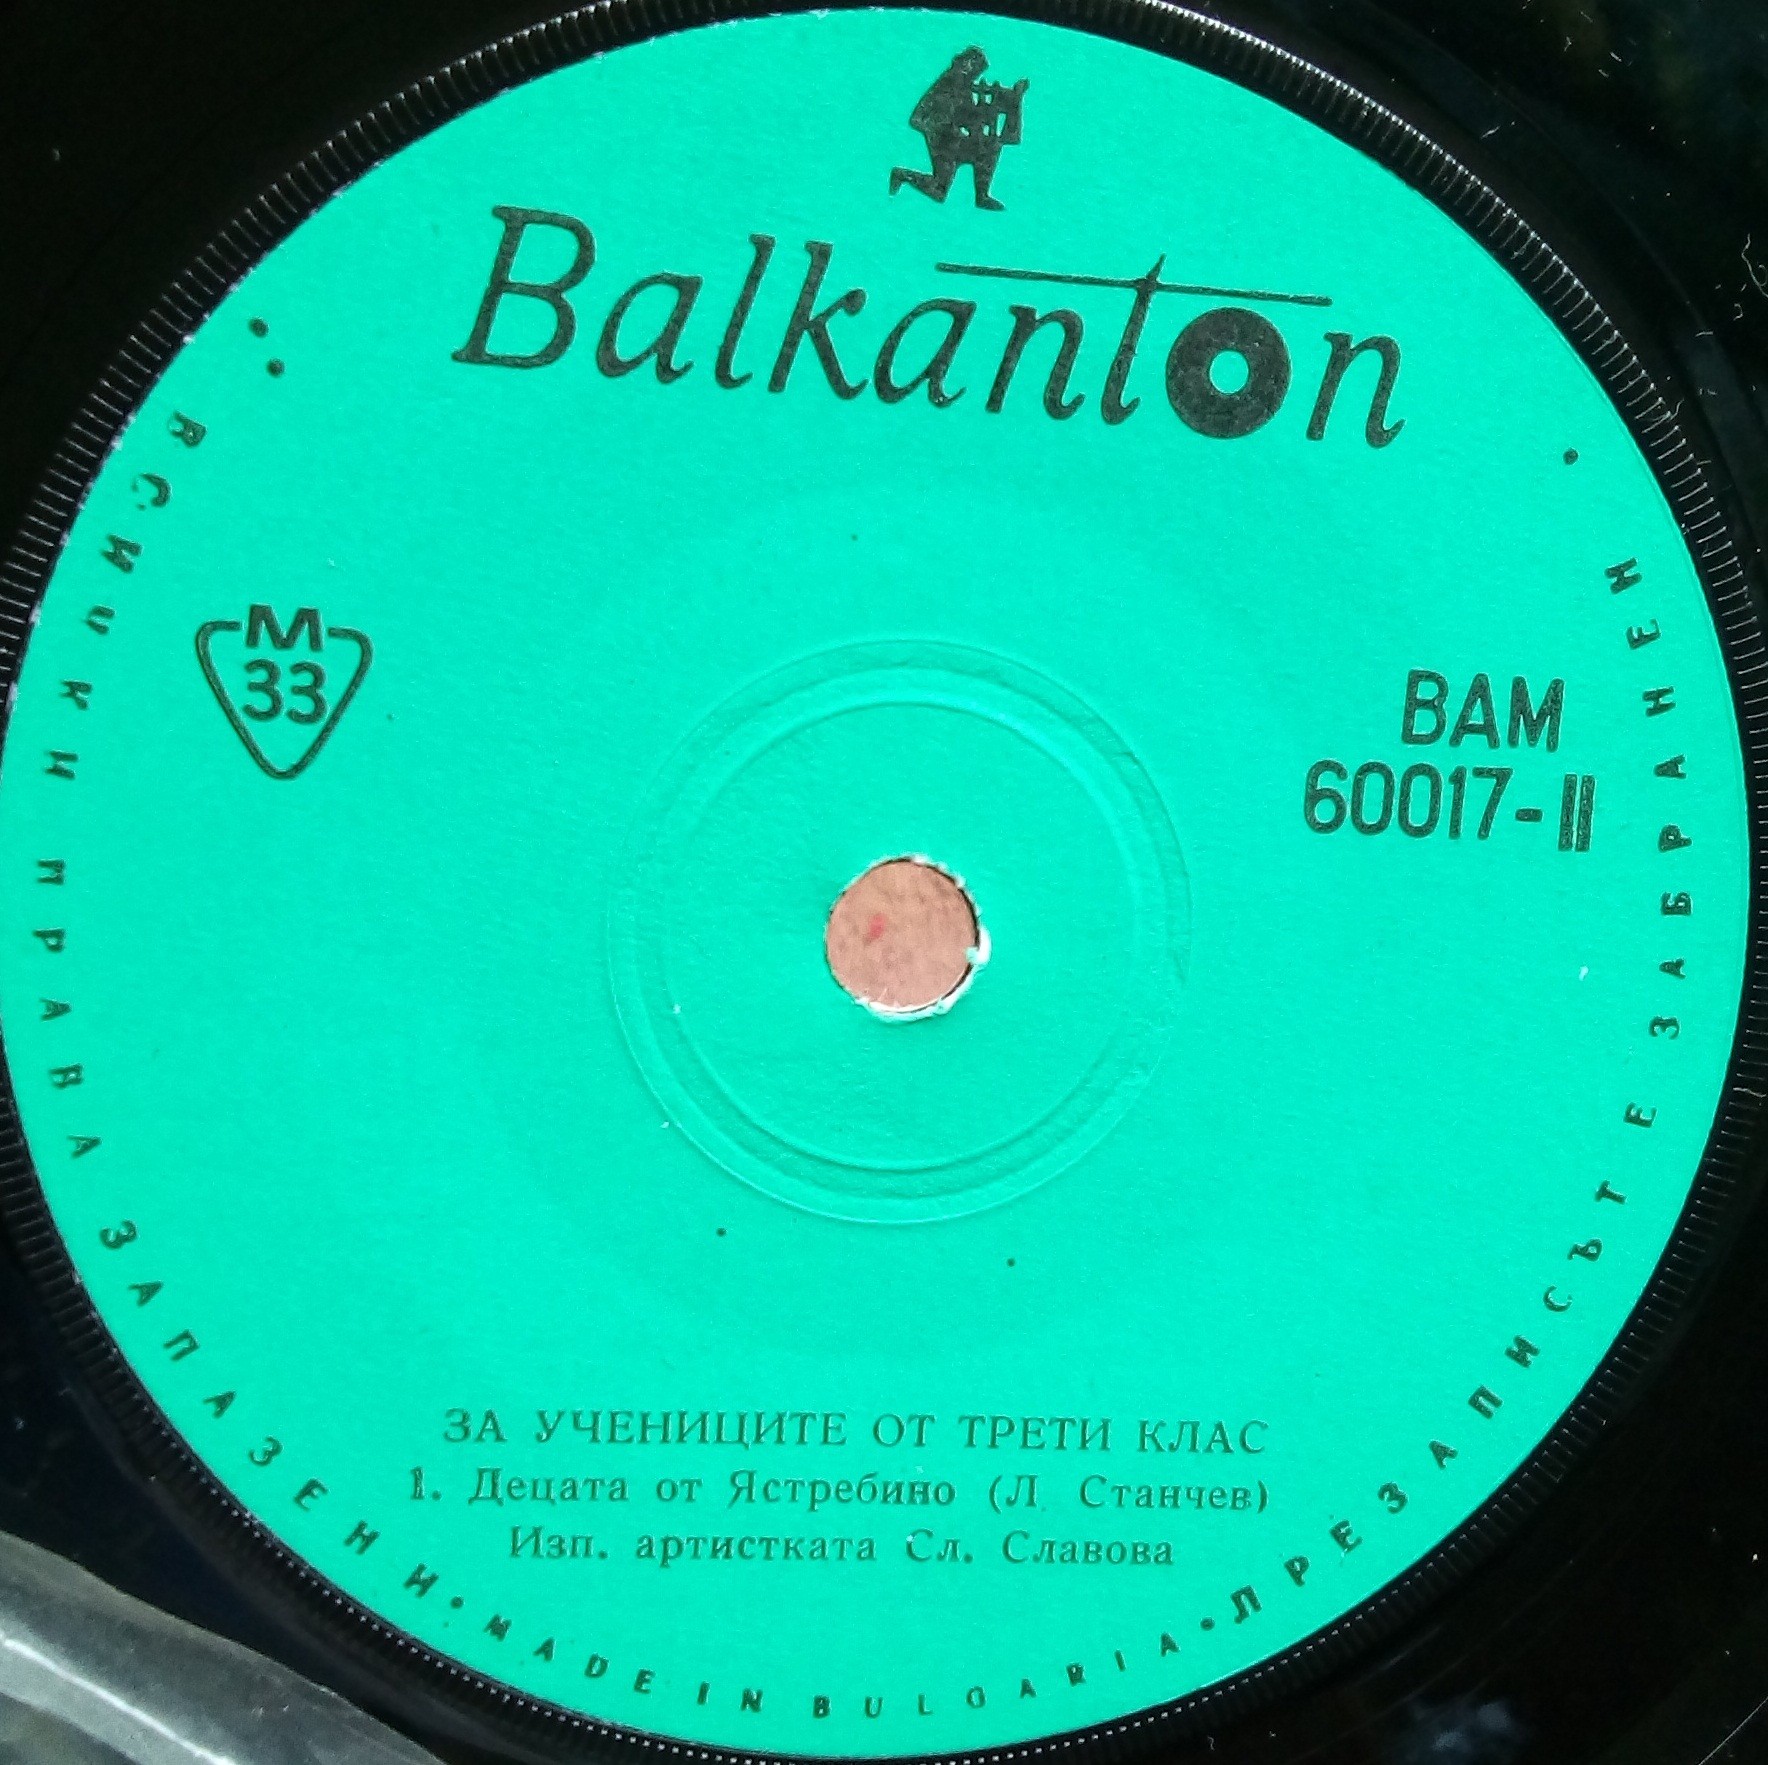 Balkanton
М
33
ВАМ
60017-II
ЗА УЧЕНИЦИТЕ ОТ ТРЕТИ КЛАС
1. Децата от Ястребино (Л. Станчев)
Изп. артистката Сл. Славова
ВСИЧКИ ПРАВА ЗАПАЗЕНИ • MADE IN BULGARIA • ПРЕЗАПИСЪТ Е ЗАБРАНЕН